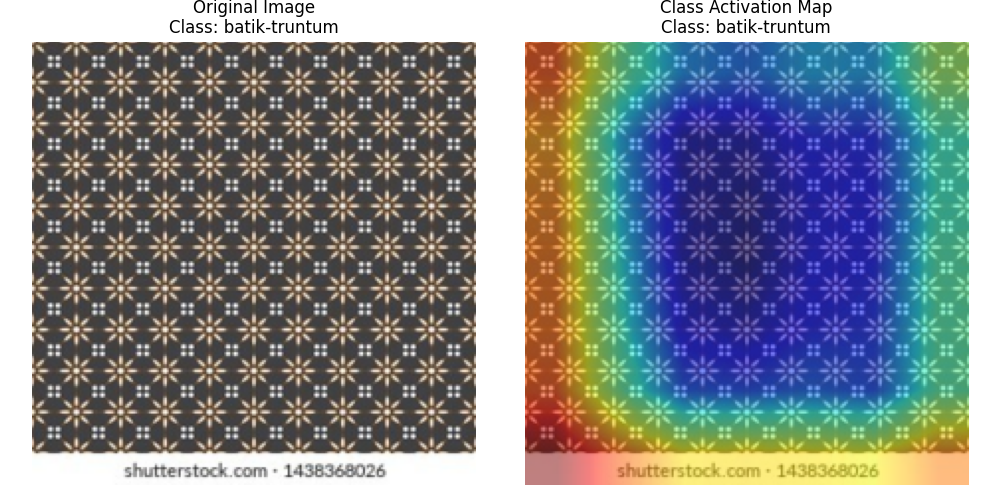 Original Image
Class: batik-truntum
Class Activation Map
Class: batik-truntum
shutterstock.com · 1438368026
shutterstock.com · 1438368026